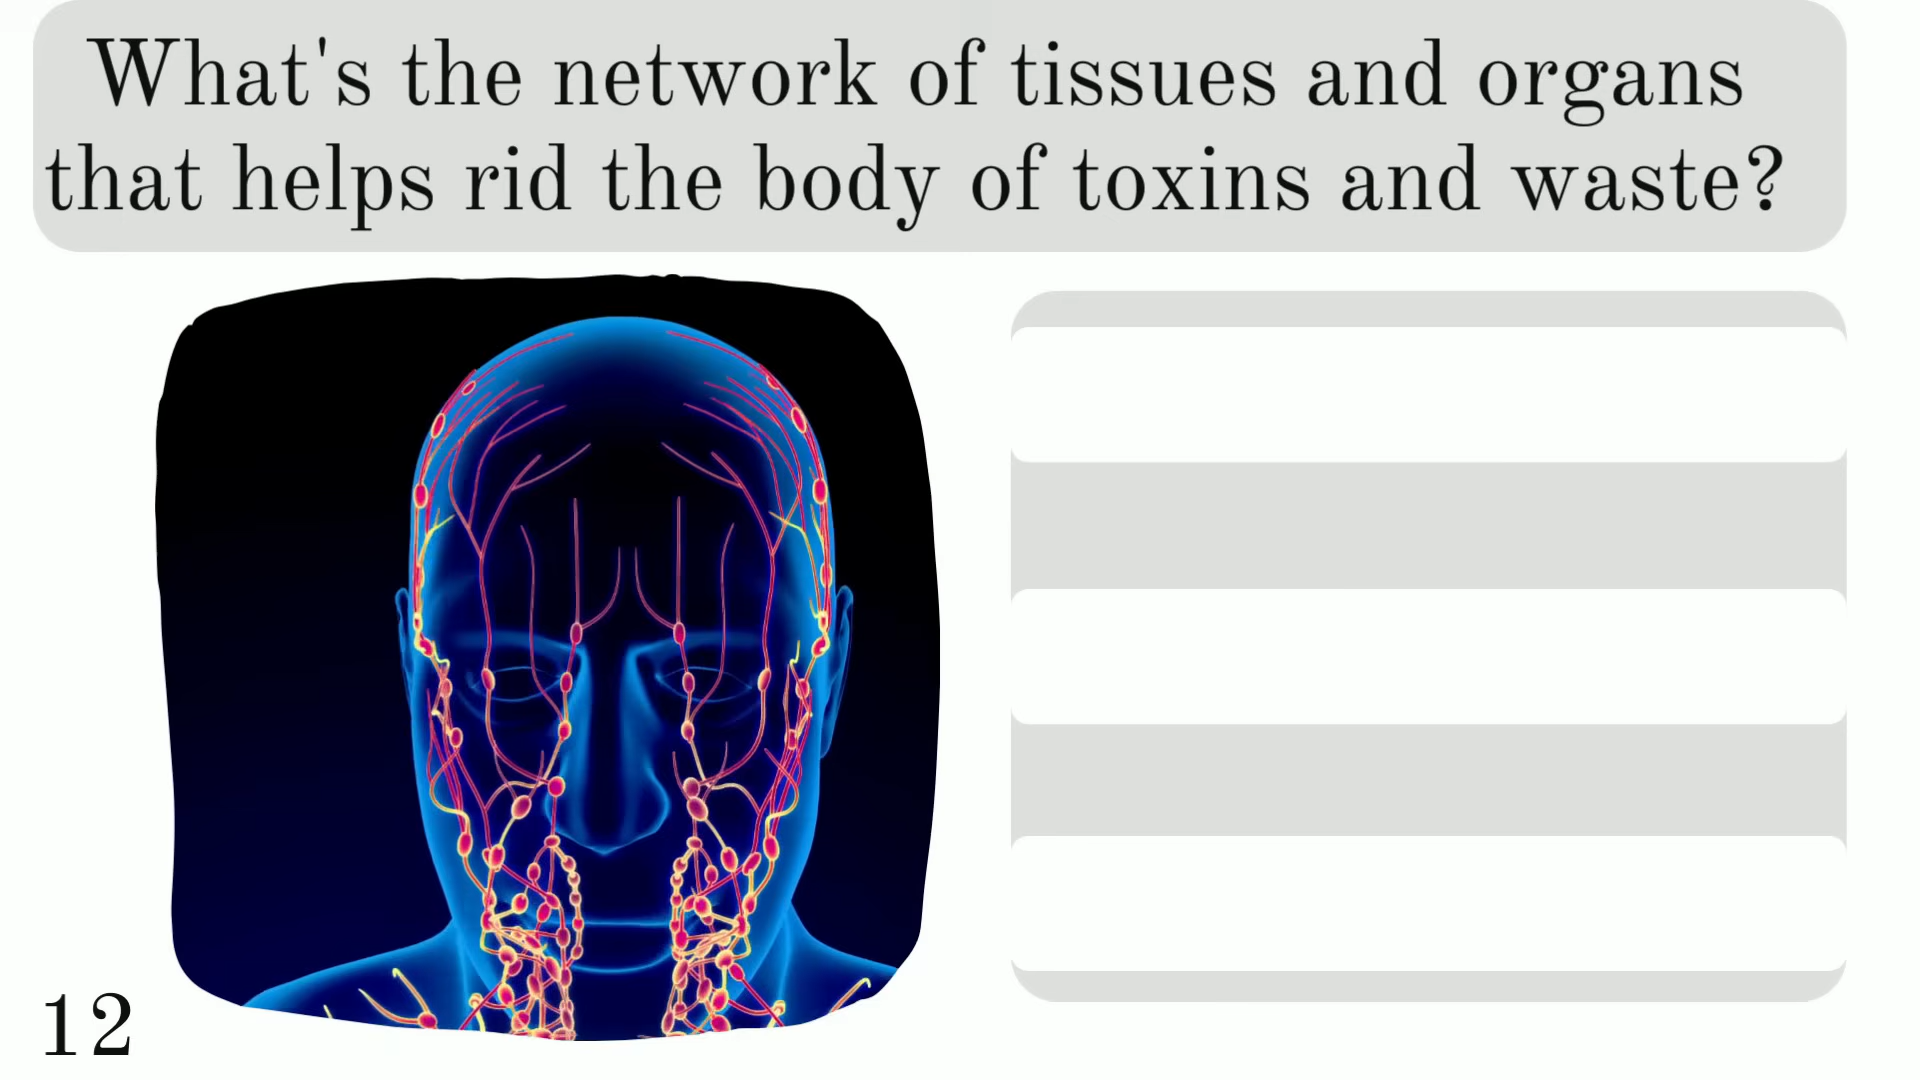 What's the network of tissues and organs
that helps rid the body of toxins and waste?
12